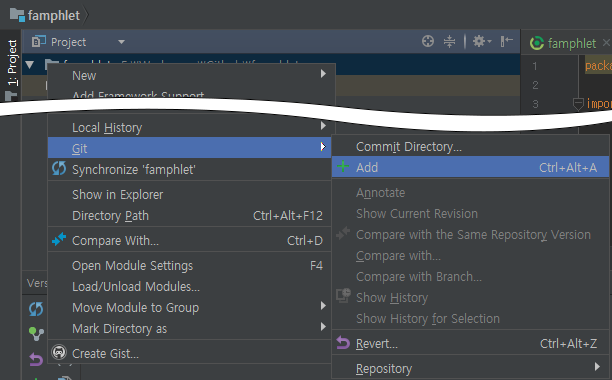 famphlet
1: Project
Project
famphlet
1
2
3
packa
impor
New
Add Framework Support
Local History
Git
Synchronize 'famphlet'
Show in Explorer
Directory Path Ctrl+Alt+F12
Compare With... Ctrl+D
Open Module Settings F4
Load/Unload Modules...
Move Module to Group
Mark Directory as
Create Gist...
Commit Directory...
Add Ctrl+Alt+A
Annotate
Show Current Revision
Compare with the Same Repository Version
Compare with...
Compare with Branch...
Show History
Show History for Selection
Revert... Ctrl+Alt+Z
Repository
Vers